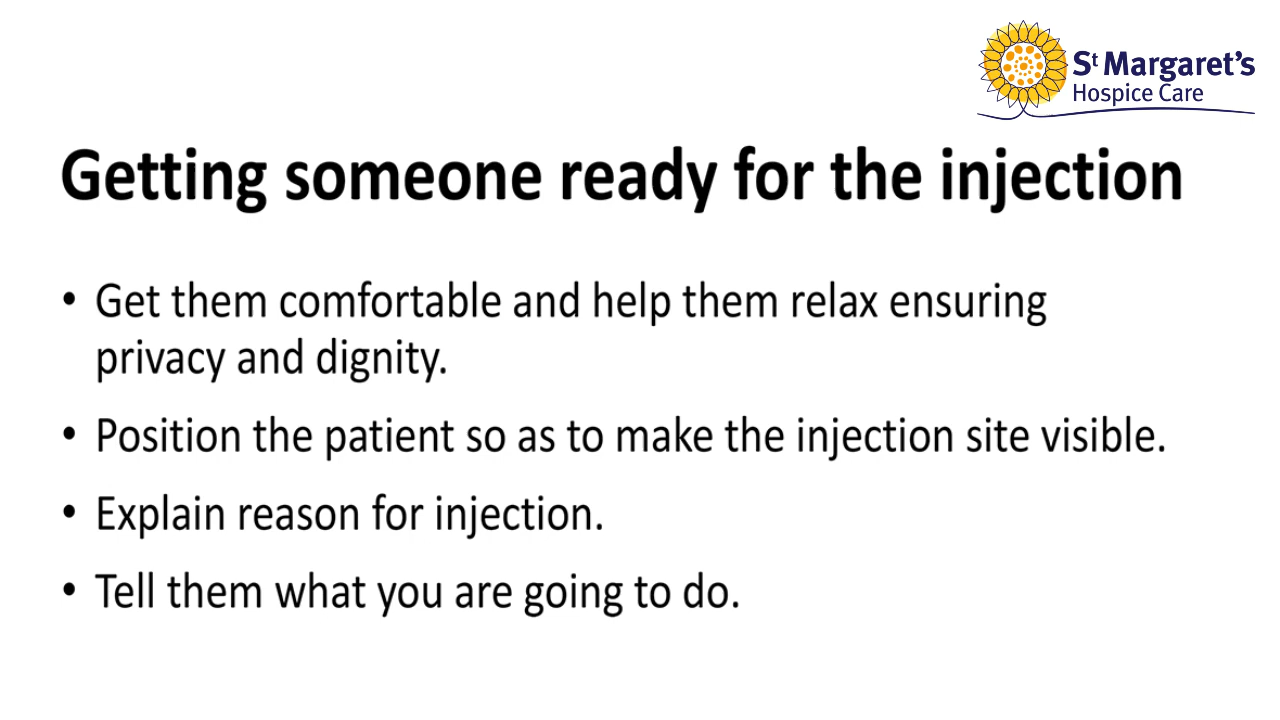 St Margaret's
Hospice Care
Getting someone ready for the injection
• Get them comfortable and help them relax ensuring
privacy and dignity.
• Position the patient so as to make the injection site visible.
• Explain reason for injection.
• Tell them what you are going to do.